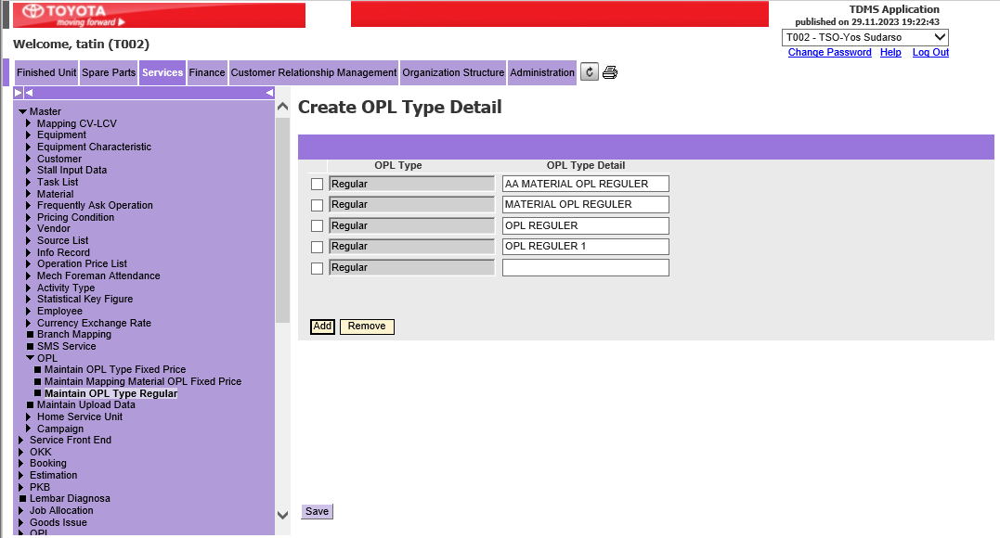 TOYOTA
moving forward
TDMS Application
published on 29.11.2023 19:22:43
Welcome, tatin (T002)
T002 - TSO-Yos Sudarso
Change Password Help Log Out
Finished Unit Spare Parts Services Finance Customer Relationship Management Organization Structure Administration
Master
Mapping CV-LCV
Equipment
Equipment Characteristic
Customer
Stall Input Data
Task List
Material
Frequently Ask Operation
Pricing Condition
Vendor
Source List
Info Record
Operation Price List
Mech Foreman Attendance
Activity Type
Statistical Key Figure
Employee
Currency Exchange Rate
Branch Mapping
SMS Service
OPL
Maintain OPL Type Fixed Price
Maintain Mapping Material OPL Fixed Price
Maintain OPL Type Regular
Maintain Upload Data
Home Service Unit
Campaign
Service Front End
OKK
Booking
Estimation
PKB
Lembar Diagnosa
Job Allocation
Goods Issue
OPL
Create OPL Type Detail
OPL Type OPL Type Detail
Regular AA MATERIAL OPL REGULER
Regular MATERIAL OPL REGULER
Regular OPL REGULER
Regular OPL REGULER 1
Regular
Add Remove
Save